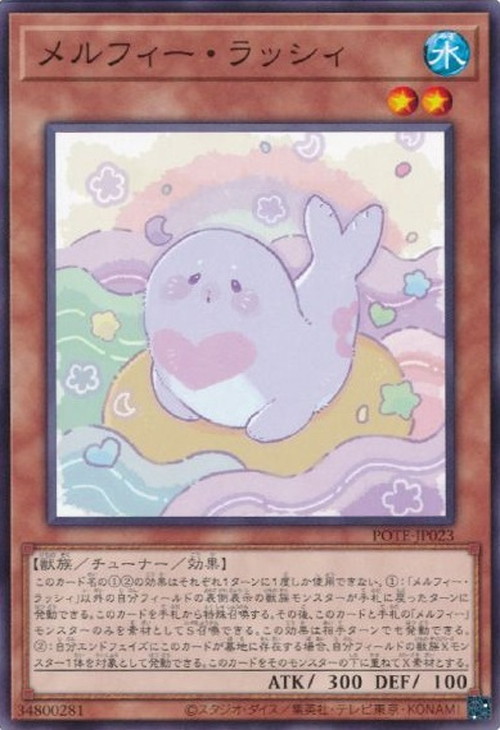 メルフィー・ラッシィ
水
POTE-JP023
【獣族/チューナー/効果】
このカード名の①②の効果はそれぞれ1ターンに1度しか使用できない。①:「メルフィー・
ラッシィ」以外の自分フィールドの表側表示の獣族モンスターが手札に戻ったターンに
発動できる。このカードを手札から特殊召喚する。その後、このカードと手札の「メルフィー」
モンスターのみを素材としてS召喚できる。この効果は相手ターンでも発動できる。
②:自分エンドフェイズにこのカードが墓地に存在する場合、自分フィールドの獣族Xモ
ンスター1体を対象として発動できる。このカードをそのモンスターの下に重ねてX素材とする。
ATK/ 300 DEF/ 100
34800281
©スタジオ・ダイス/集英社・テレビ東京・KONAMI